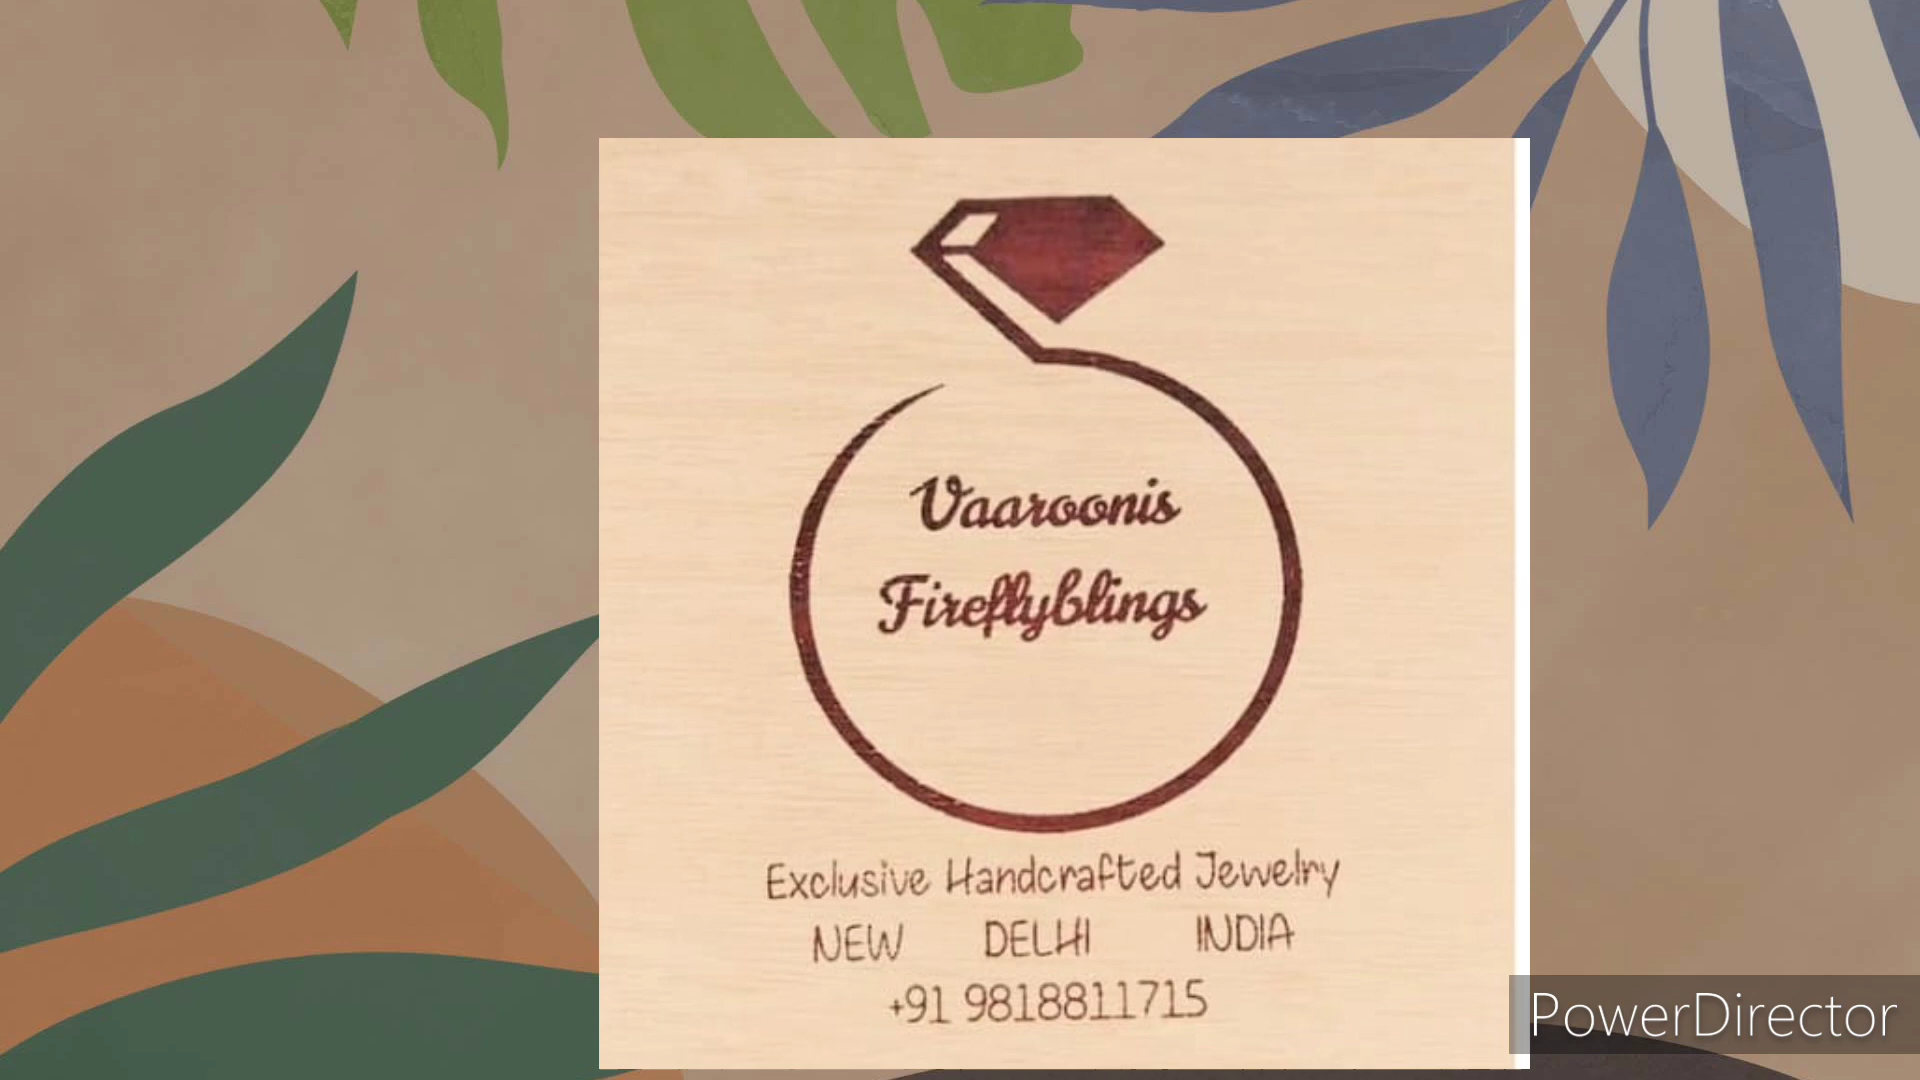 Vaaroonis
Fireflyblings
Exclusive Handcrafted Jewelry
NEW DELHI INDIA
+91 9818811715
PowerDirector